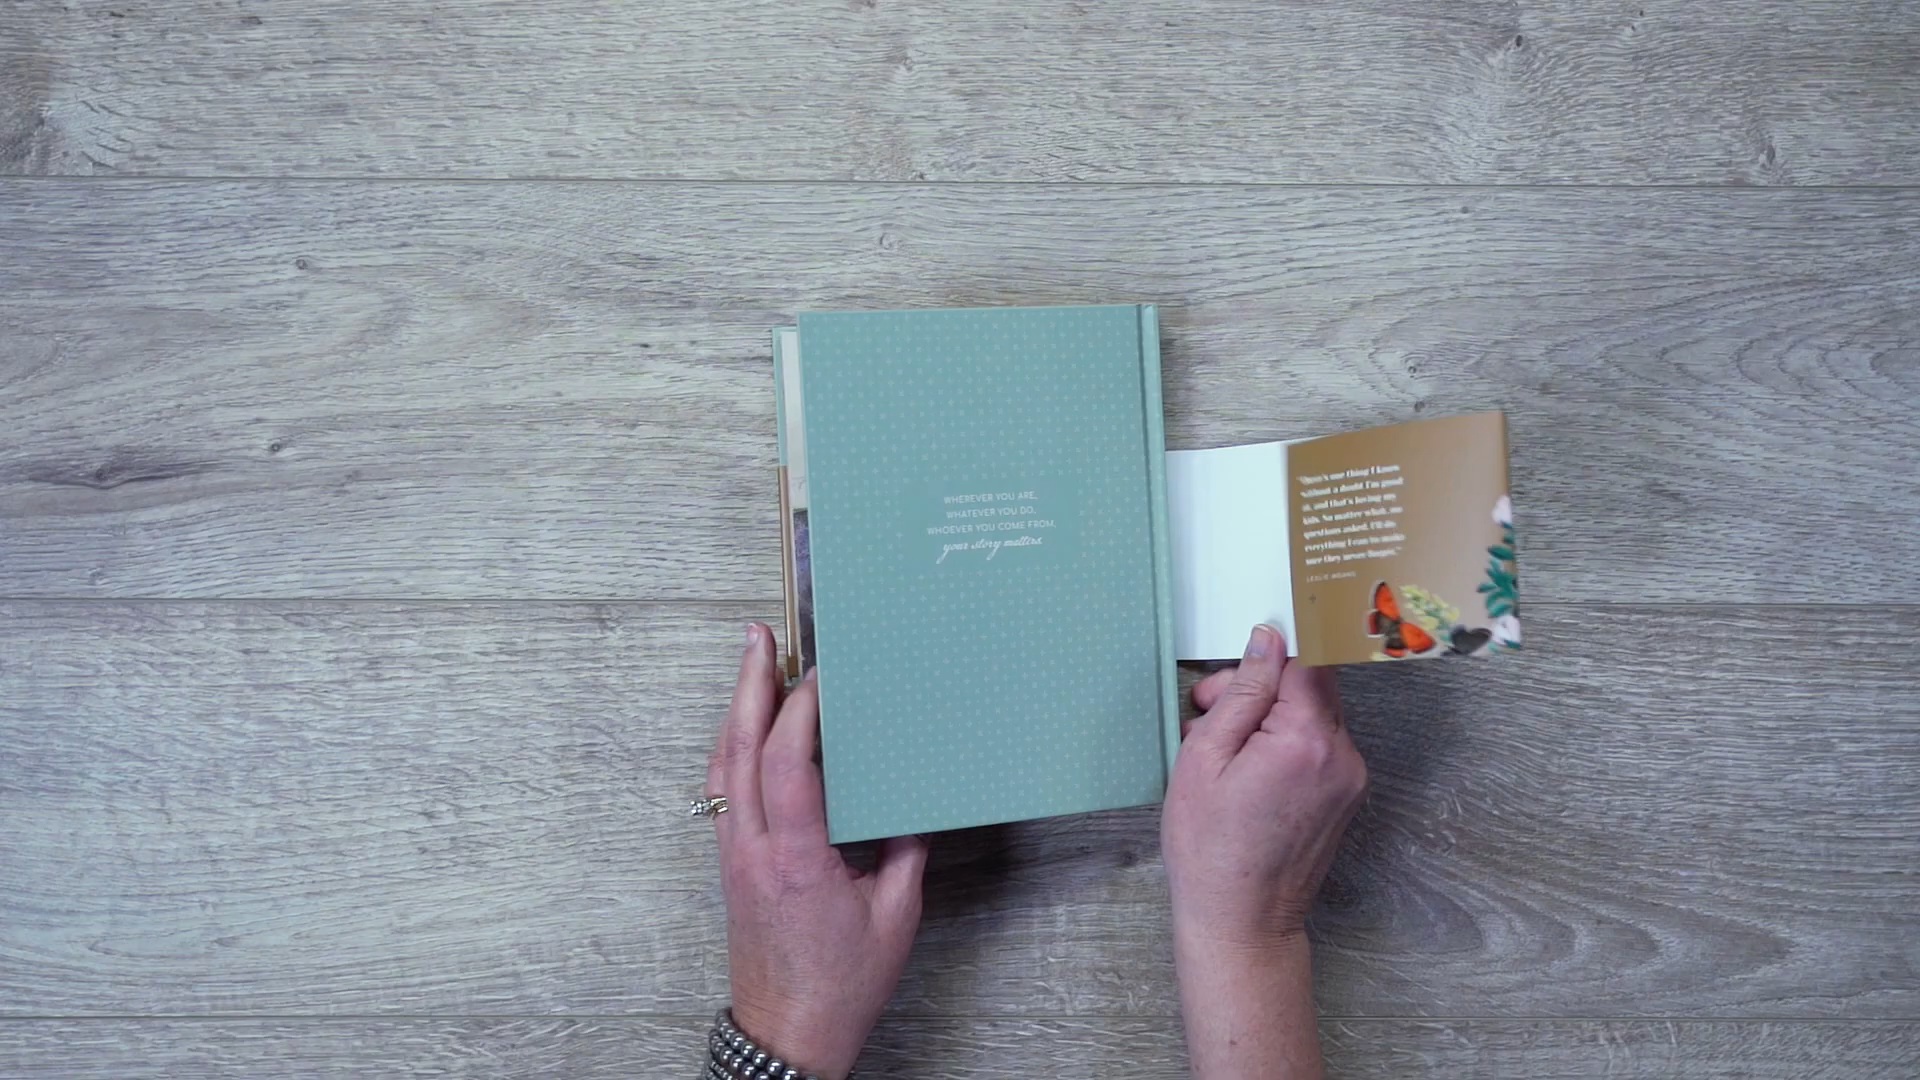 WHEREVER YOU ARE,
WHATEVER YOU DO,
WHOEVER YOU COME FROM,
your story matters.
one thing I know
without a doubt I'm good
at, and that's loving my
kids. No matter what, no
questions asked. I'll do
everything I can to make
sure they never forget."
LESLIE